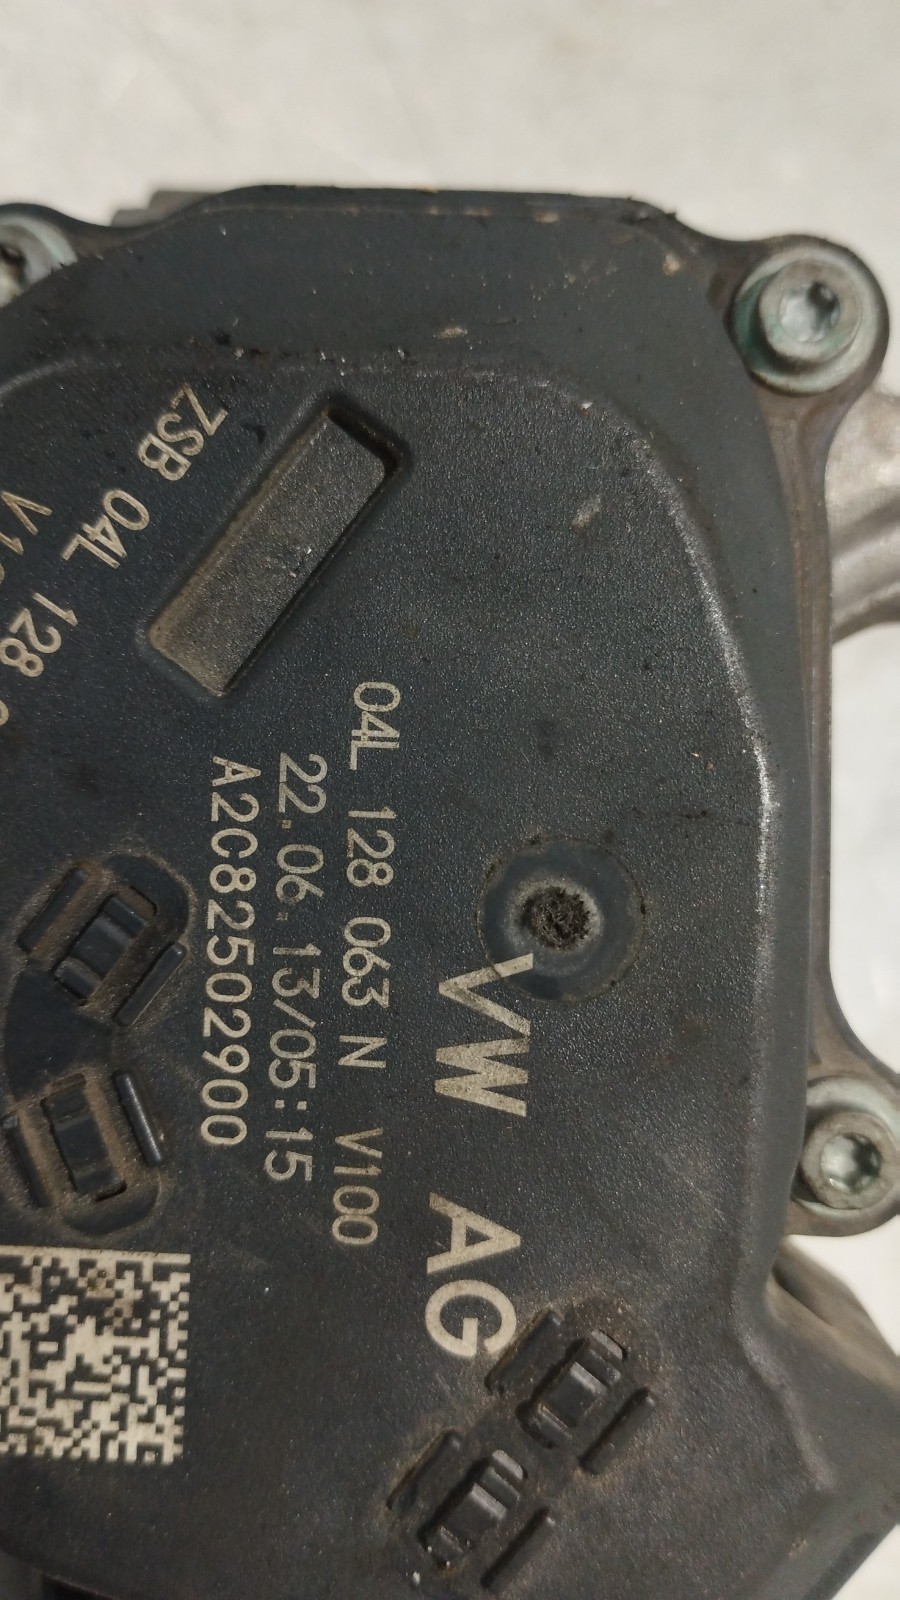 VW AG
04L 128 063 N V100
22.06.13/05:15
A2C82502900
ZSB 04L 128